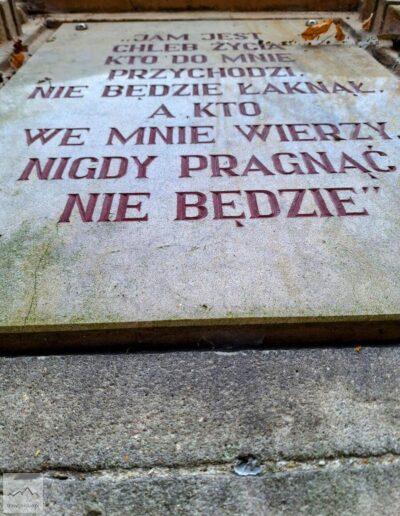 „JAM JEST
CHLEB ŻYCIA
KTO DO MNIE
PRZYCHODZI,
NIE BĘDZIE ŁAKNĄŁ,
A KTO
WE MNIE WIERZY,
NIGDY PRAGNĄĆ
NIE BĘDZIE”